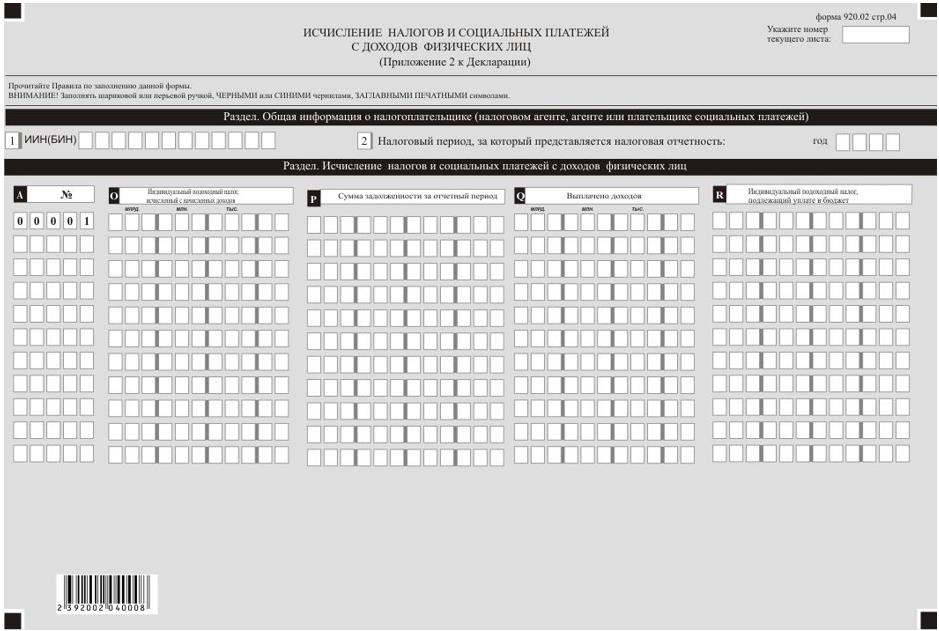 форма 920.02 стр.04
ИСЧИСЛЕНИЕ НАЛОГОВ И СОЦИАЛЬНЫХ ПЛАТЕЖЕЙ
С ДОХОДОВ ФИЗИЧЕСКИХ ЛИЦ
(Приложение 2 к Декларации)
Укажите номер
текущего листа:
Прочитайте Правила по заполнению данной формы.
ВНИМАНИЕ! Заполнять шариковой или перьевой ручкой, ЧЕРНЫМИ или СИНИМИ чернилами, ЗАГЛАВНЫМИ ПЕЧАТНЫМИ символами.
Раздел. Общая информация о налогоплательщике (налоговом агенте, агенте или плательщике социальных платежей)
1 ИИН(БИН)
2 Налоговый период, за который представляется налоговая отчетность: год
Раздел. Исчисление налогов и социальных платежей с доходов физических лиц
A №
O Индивидуальный подоходный налог,
исчисленный с начисленных доходов
P Сумма задолженности за отчетный период
Q Выплачено доходов
R Индивидуальный подоходный налог,
подлежащий уплате в бюджет
млрд. млн. тыс.
млрд. млн. тыс.
0 0 0 0 1
2 392002 040008